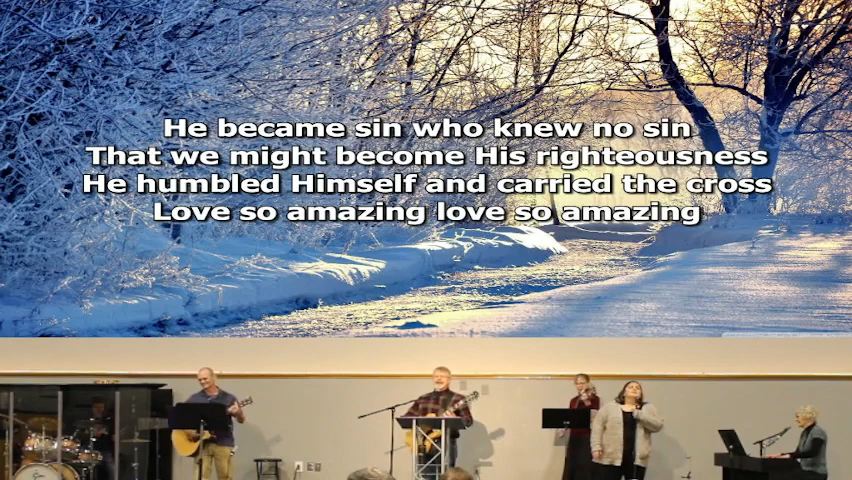 He became sin who knew no sin
That we might become His righteousness
He humbled Himself and carried the cross
Love so amazing love so amazing